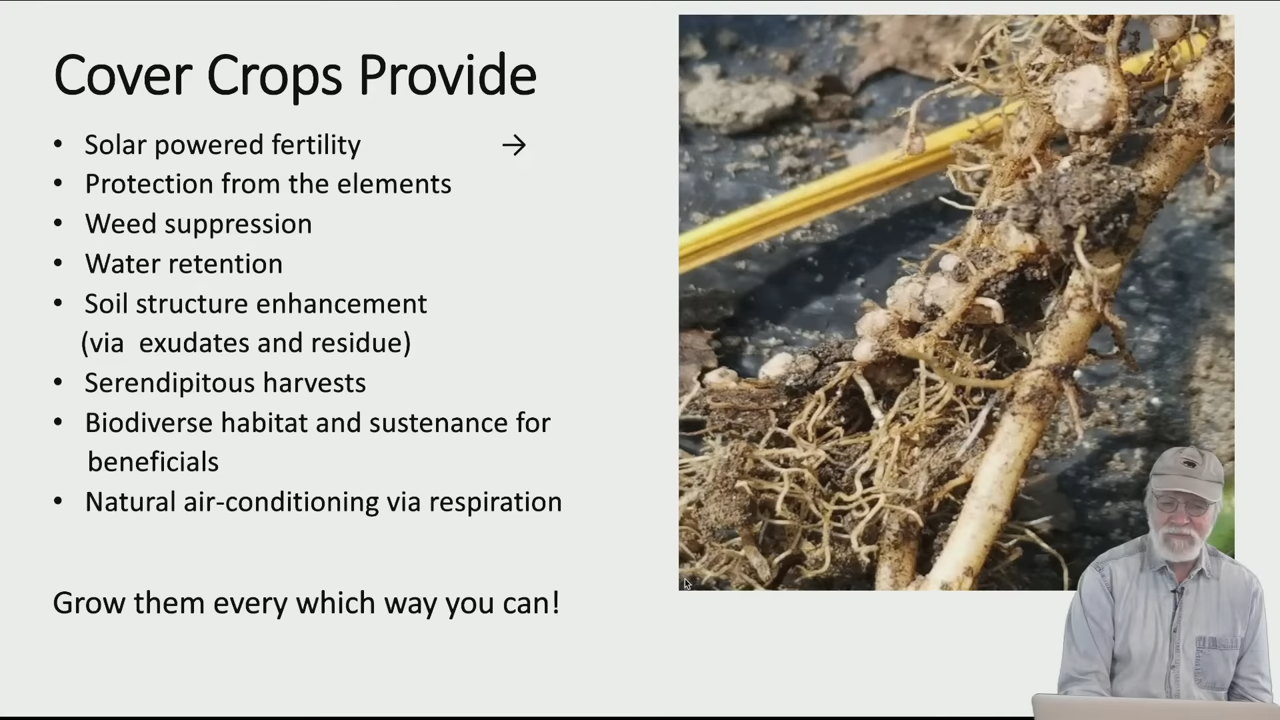 Cover Crops Provide
• Solar powered fertility →
• Protection from the elements
• Weed suppression
• Water retention
• Soil structure enhancement
(via exudates and residue)
• Serendipitous harvests
• Biodiverse habitat and sustenance for
beneficials
• Natural air-conditioning via respiration
Grow them every which way you can!